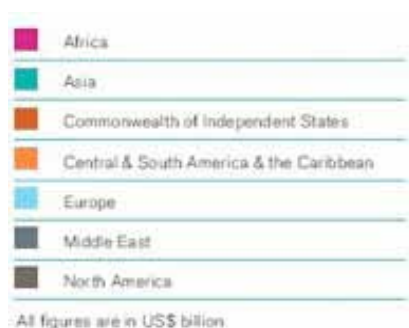 Africa
Asia
Commonwealth of Independent States
Central & South America & the Caribbean
Europe
Middle East
North America
All figures are in US$ billion